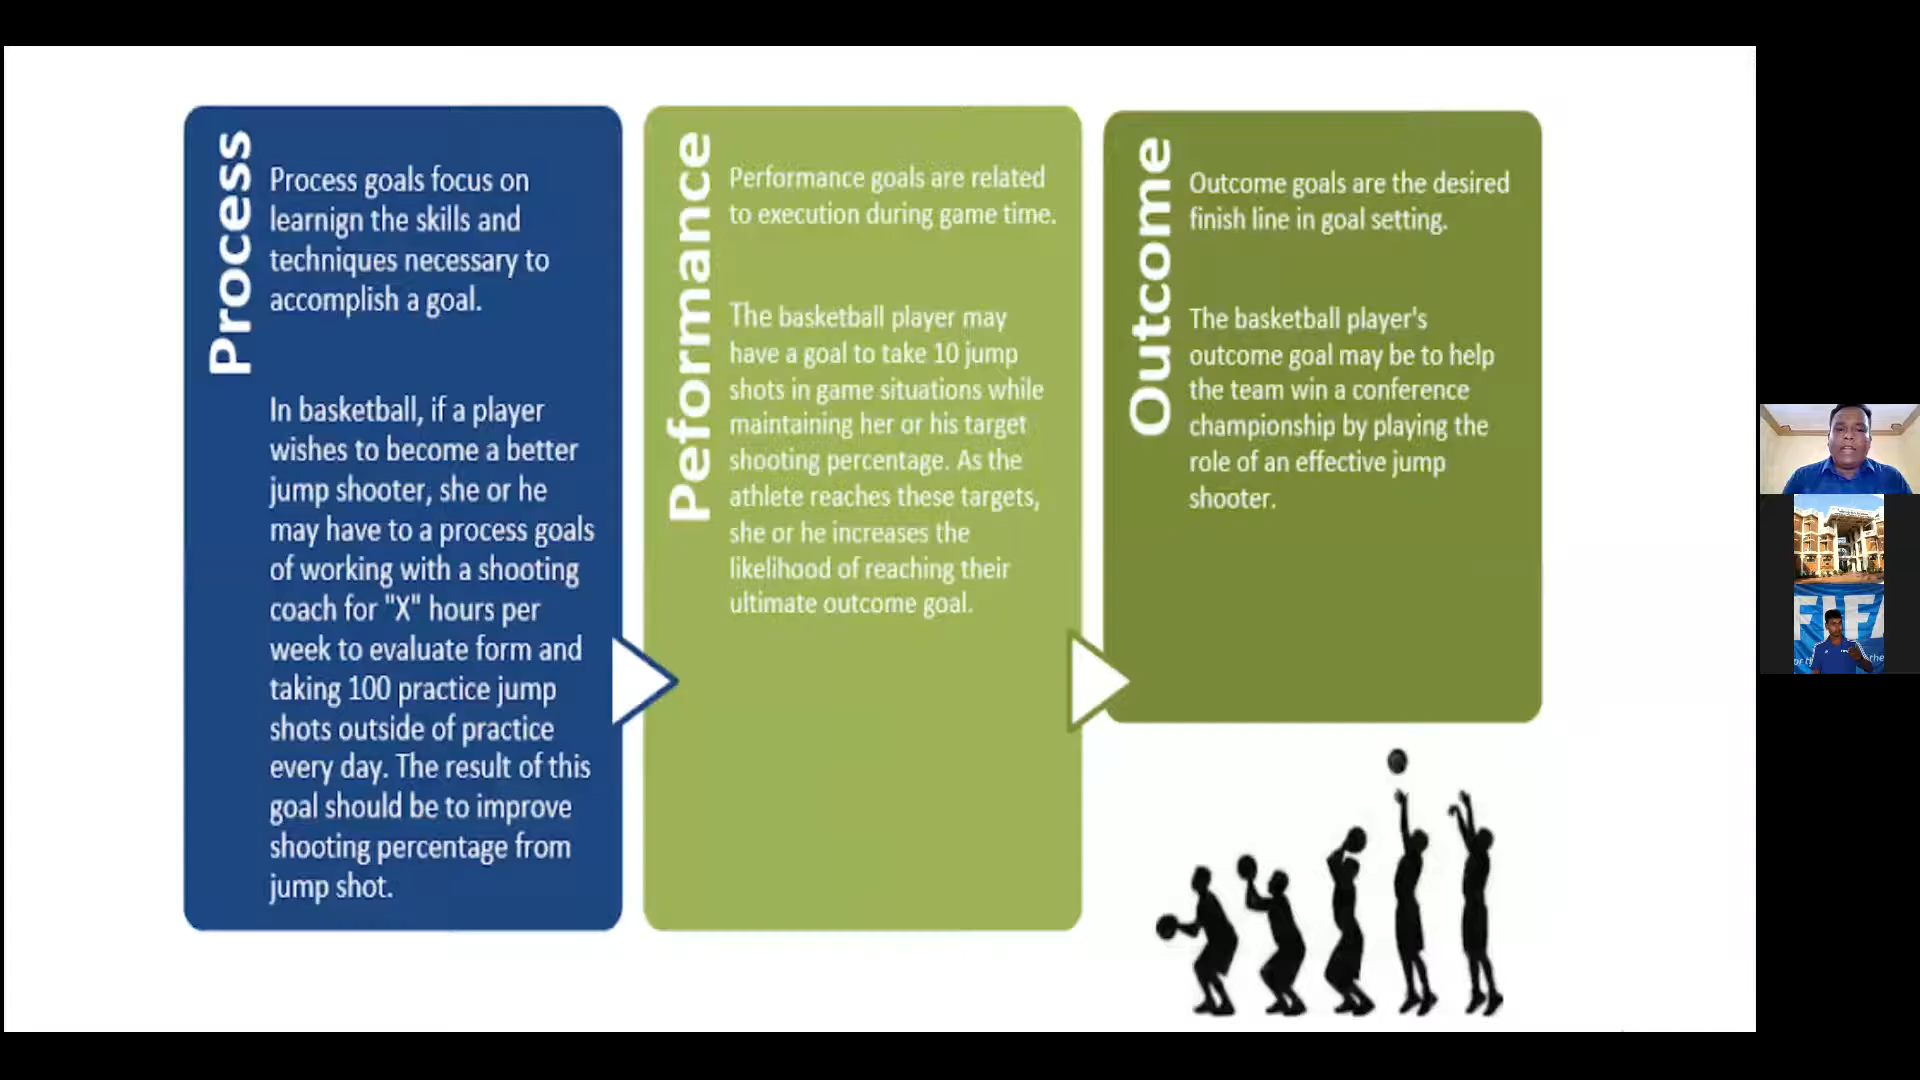 Process
Process goals focus on
learnign the skills and
techniques necessary to
accomplish a goal.
In basketball, if a player
wishes to become a better
jump shooter, she or he
may have to a process goals
of working with a shooting
coach for "X" hours per
week to evaluate form and
taking 100 practice jump
shots outside of practice
every day. The result of this
goal should be to improve
shooting percentage from
jump shot.
Peformance
Performance goals are related
to execution during game time.
The basketball player may
have a goal to take 10 jump
shots in game situations while
maintaining her or his target
shooting percentage. As the
athlete reaches these targets,
she or he increases the
likelihood of reaching their
ultimate outcome goal.
Outcome
Outcome goals are the desired
finish line in goal setting.
The basketball player's
outcome goal may be to help
the team win a conference
championship by playing the
role of an effective jump
shooter.
FIFA